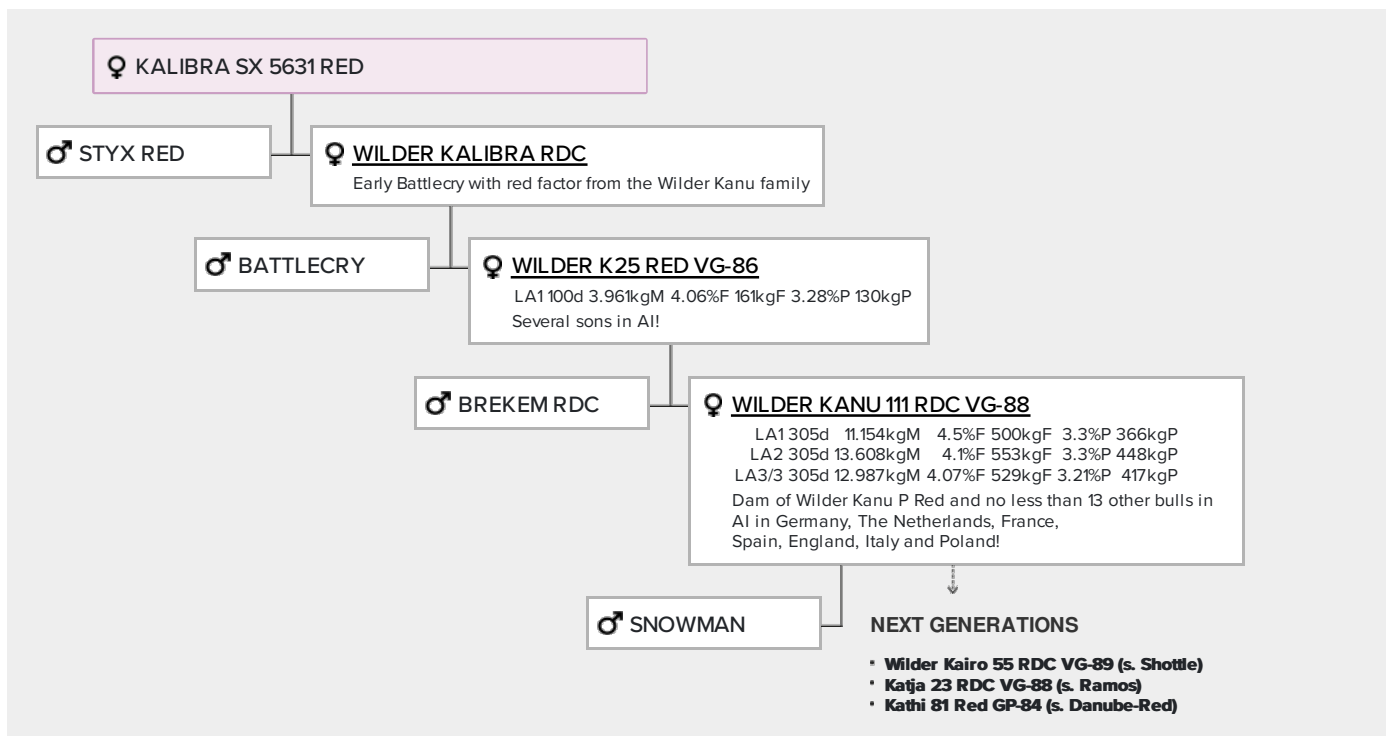 KALIBRA SX 5631 RED
STYX RED
WILDER KALIBRA RDC
Early Battlecry with red factor from the Wilder Kanu family
BATTLECRY
WILDER K25 RED VG-86
LA1 100d 3.961kgM 4.06%F 161kgF 3.28%P 130kgP
Several sons in AI!
BREKEM RDC
WILDER KANU 111 RDC VG-88
LA1 305d 11.154kgM 4.5%F 500kgF 3.3%P 366kgP
LA2 305d 13.608kgM 4.1%F 553kgF 3.3%P 448kgP
LA3/3 305d 12.987kgM 4.07%F 529kgF 3.21%P 417kgP
Dam of Wilder Kanu P Red and no less than 13 other bulls in
AI in Germany, The Netherlands, France,
Spain, England, Italy and Poland!
SNOWMAN
NEXT GENERATIONS
· Wilder Kairo 55 RDC VG-89 (s. Shottle)
· Katja 23 RDC VG-88 (s. Ramos)
· Kathi 81 Red GP-84 (s. Danube-Red)